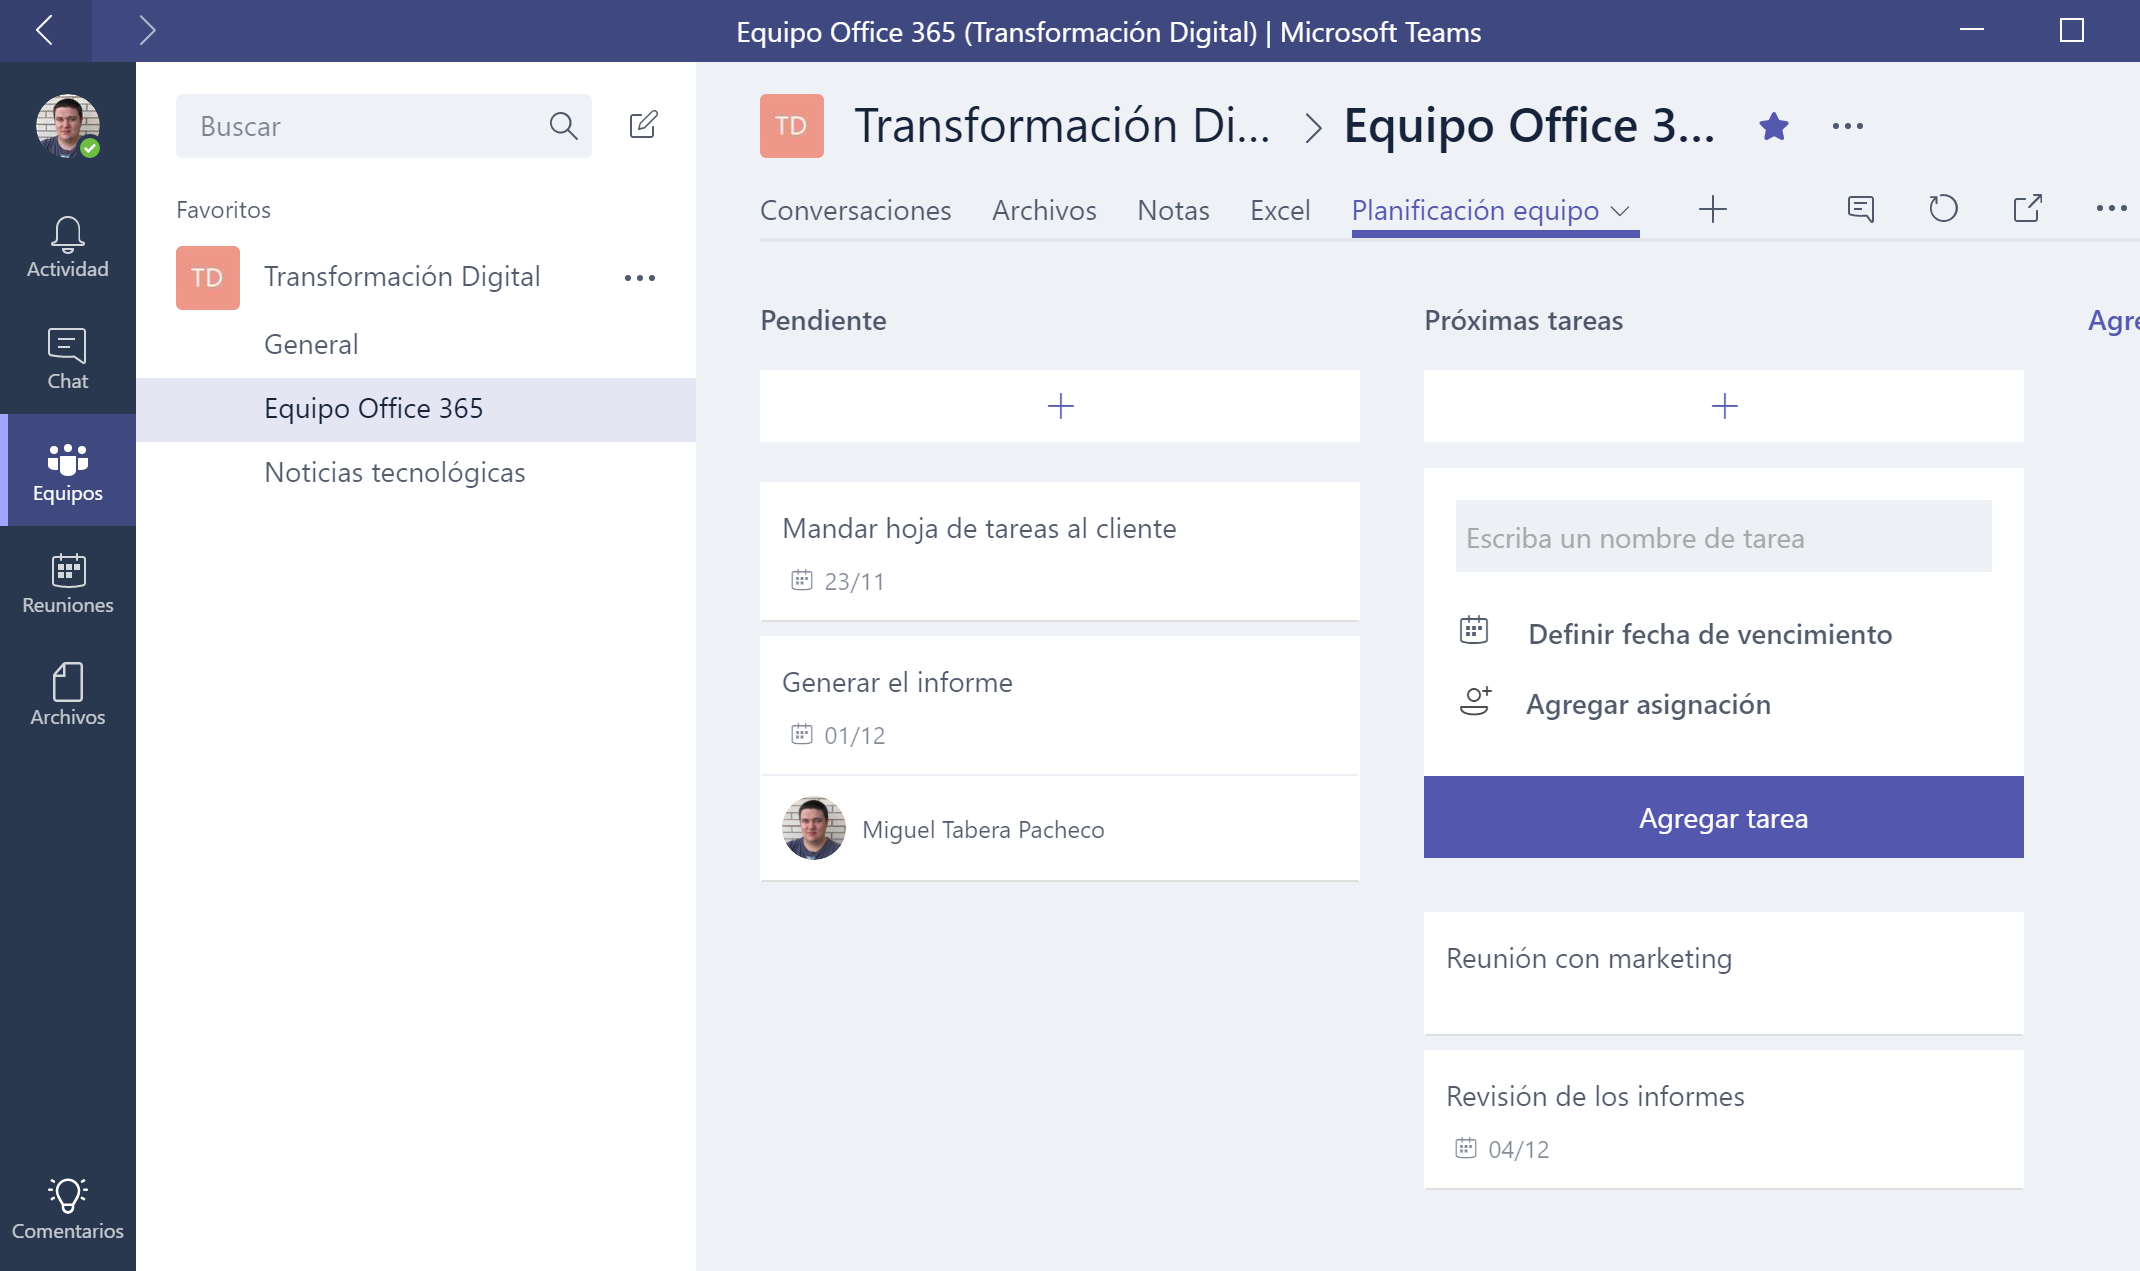 Equipo Office 365 (Transformación Digital) | Microsoft Teams
Actividad
Chat
Equipos
Reuniones
Archivos
Comentarios
Buscar
Favoritos
TD
Transformación Digital
General
Equipo Office 365
Noticias tecnológicas
TD
Transformación Di... > Equipo Office 3...
Conversaciones Archivos Notas Excel Planificación equipo
Pendiente
Mandar hoja de tareas al cliente
23/11
Generar el informe
01/12
Miguel Tabera Pacheco
Próximas tareas
Escriba un nombre de tarea
Definir fecha de vencimiento
Agregar asignación
Agregar tarea
Reunión con marketing
Revisión de los informes
04/12
Agre